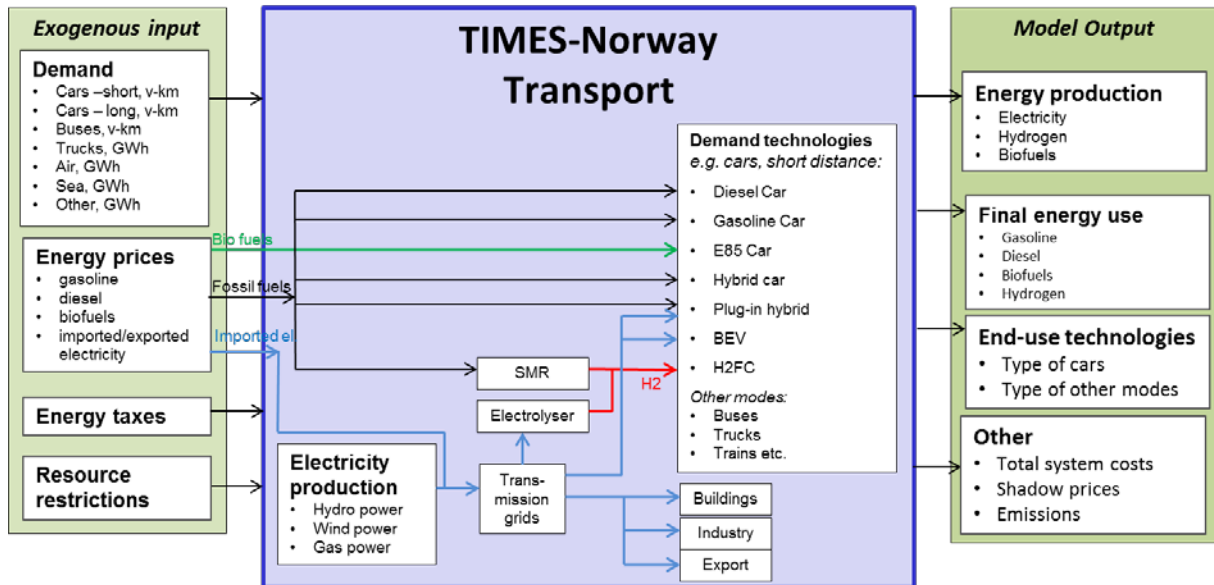 Exogenous input
Demand
• Cars –short, v-km
• Cars – long, v-km
• Buses, v-km
• Trucks, GWh
• Air, GWh
• Sea, GWh
• Other, GWh
Energy prices
• gasoline
• diesel
• biofuels
• imported/exported
electricity
Energy taxes
Resource
restrictions
TIMES-Norway
Transport
Bio fuels
Fossil fuels
Imported el
Demand technologies
e.g. cars, short distance:
• Diesel Car
• Gasoline Car
• E85 Car
• Hybrid car
• Plug-in hybrid
• BEV
• H2FC
Other modes:
• Buses
• Trucks
• Trains etc.
SMR
H2
Electrolyser
Electricity
production
• Hydro power
• Wind power
• Gas power
Trans-
mission
grids
Buildings
Industry
Export
Model Output
Energy production
• Electricity
• Hydrogen
• Biofuels
Final energy use
• Gasoline
• Diesel
• Biofuels
• Hydrogen
End-use technologies
• Type of cars
• Type of other modes
Other
• Total system costs
• Shadow prices
• Emissions